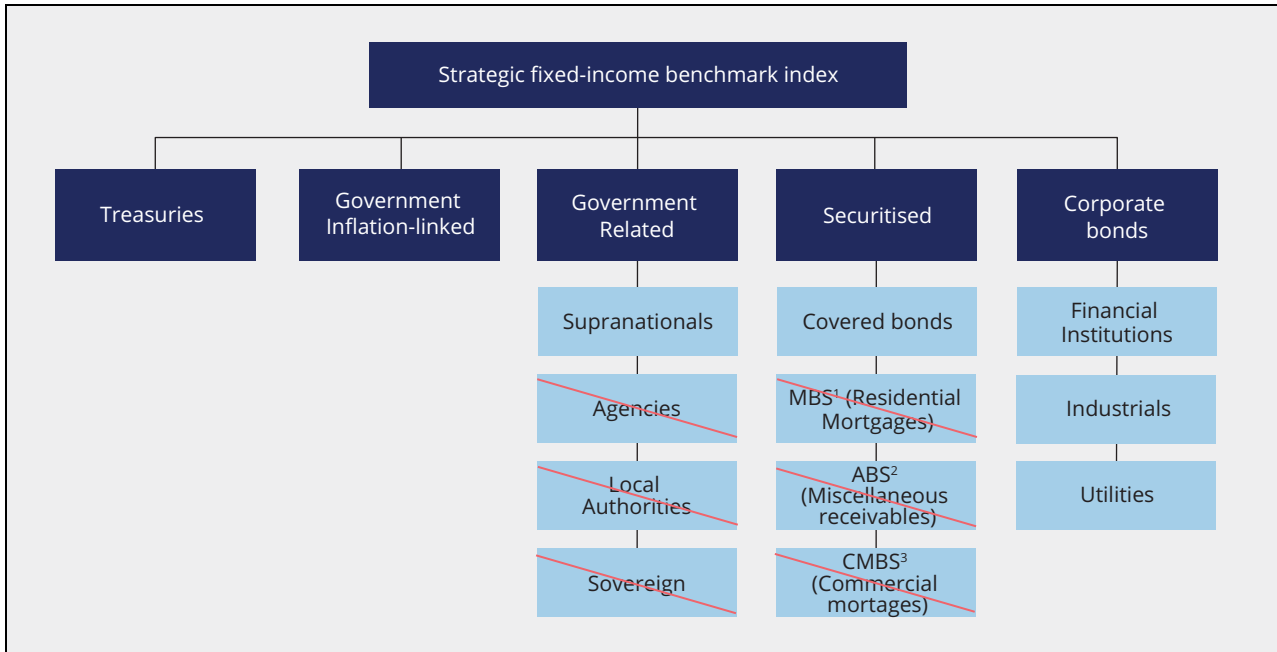 Strategic fixed-income benchmark index
Treasuries
Government
Inflation-linked
Government
Related
Securitised
Corporate
bonds
Supranationals
Covered bonds
Financial
Institutions
Agencies
MBS¹ (Residential
Mortgages)
Industrials
Local
Authorities
ABS²
(Miscellaneous
receivables)
Utilities
Sovereign
CMBS³
(Commercial
mortages)